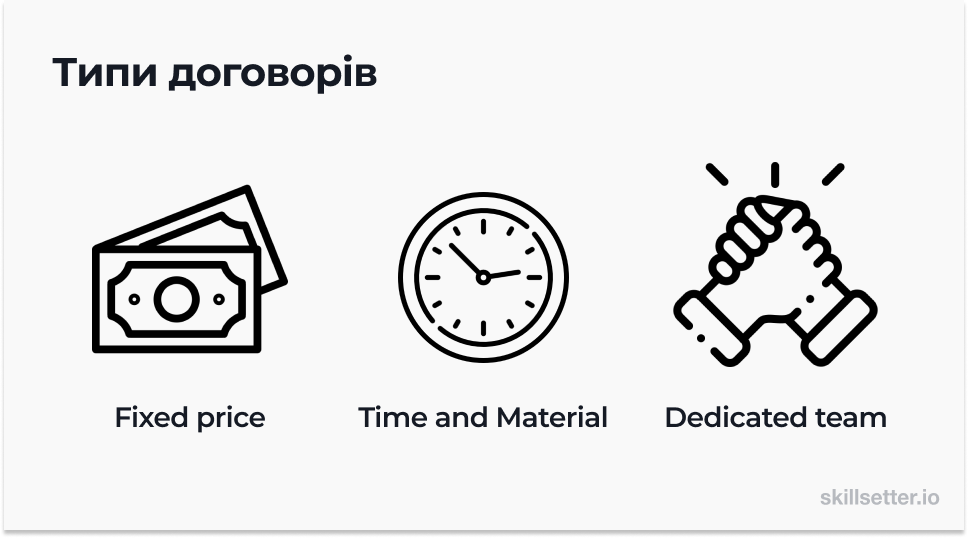 Типи договорів
Fixed price
Time and Material
Dedicated team
skillsetter.io